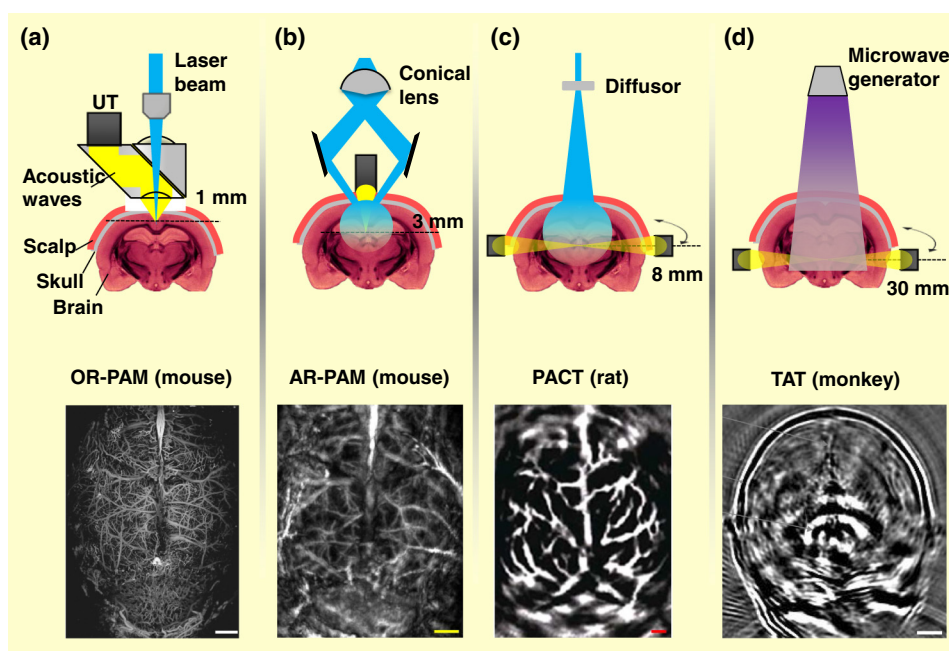 (a)
Laser
beam
UT
Acoustic
waves
1 mm
Scalp
Skull
Brain
OR-PAM (mouse)
(b)
Conical
lens
3 mm
AR-PAM (mouse)
(c)
Diffusor
8 mm
PACT (rat)
(d)
Microwave
generator
30 mm
TAT (monkey)